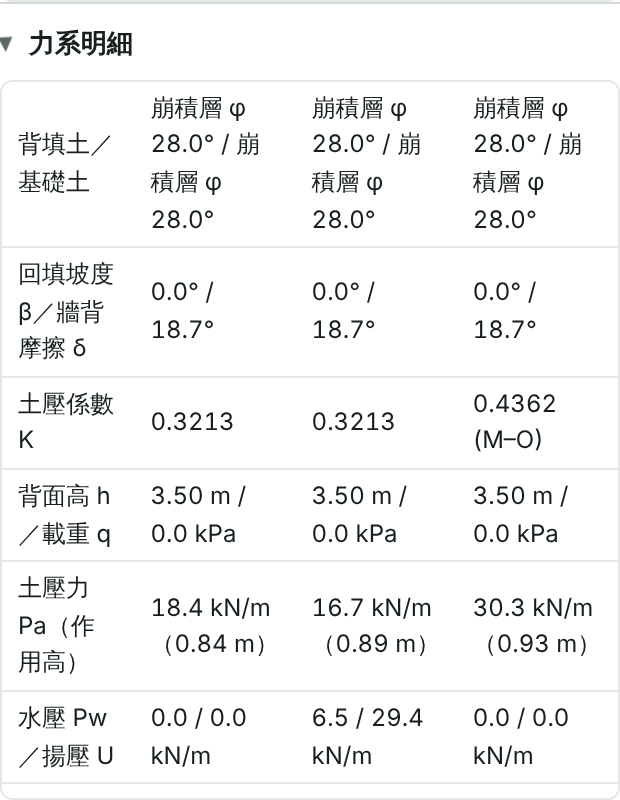 ▼ 力系明細
背填土／
基礎土
崩積層 φ
28.0° / 崩
積層 φ
28.0°
崩積層 φ
28.0° / 崩
積層 φ
28.0°
崩積層 φ
28.0° / 崩
積層 φ
28.0°
回填坡度
β／牆背
摩擦 δ
0.0° /
18.7°
0.0° /
18.7°
0.0° /
18.7°
土壓係數
K
0.3213
0.3213
0.4362
(M–O)
背面高 h
／載重 q
3.50 m /
0.0 kPa
3.50 m /
0.0 kPa
3.50 m /
0.0 kPa
土壓力
Pa（作
用高）
18.4 kN/m
（0.84 m）
16.7 kN/m
（0.89 m）
30.3 kN/m
（0.93 m）
水壓 Pw
／揚壓 U
0.0 / 0.0
kN/m
6.5 / 29.4
kN/m
0.0 / 0.0
kN/m